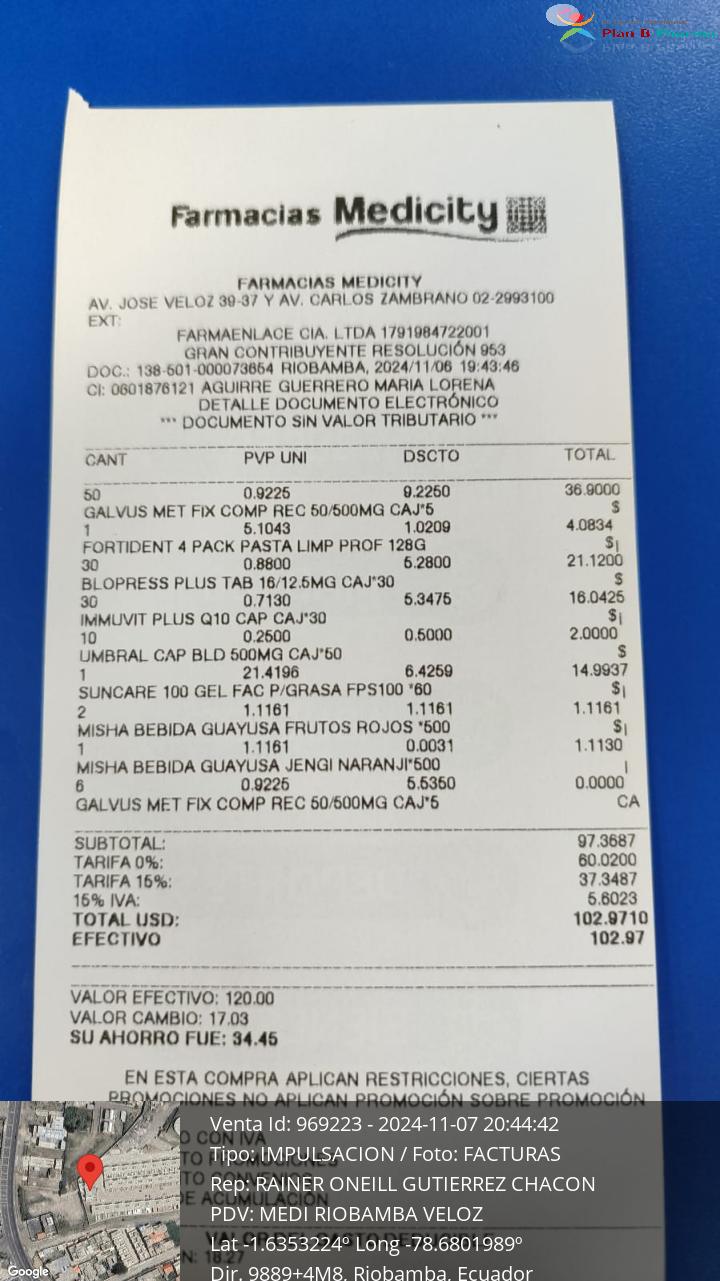 Plan B Pharma
Farmacias Medicity
FARMACIAS MEDICITY
AV. JOSE VELOZ 39-37 Y AV. CARLOS ZAMBRANO 02-2993100
EXT:
FARMAENLACE CIA. LTDA 1791984722001
GRAN CONTRIBUYENTE RESOLUCIÓN 953
DOC.: 138-501-000073654 RIOBAMBA, 2024/11/06 19:43:46
CI: 0601876121 AGUIRRE GUERRERO MARIA LORENA
DETALLE DOCUMENTO ELECTRÓNICO
*** DOCUMENTO SIN VALOR TRIBUTARIO ***
CANT PVP UNI DSCTO TOTAL
50 0.9225 9.2250 36.9000
GALVUS MET FIX COMP REC 50/500MG CAJ*5 $
1 5.1043 1.0209 4.0834
FORTIDENT 4 PACK PASTA LIMP PROF 128G $|
30 0.8800 5.2800 21.1200
BLOPRESS PLUS TAB 16/12.5MG CAJ*30 $
30 0.7130 5.3475 16.0425
IMMUVIT PLUS Q10 CAP CAJ*30 $|
10 0.2500 0.5000 2.0000
UMBRAL CAP BLD 500MG CAJ*50 $
1 21.4196 6.4259 14.9937
SUNCARE 100 GEL FAC P/GRASA FPS100 *60 $|
2 1.1161 1.1161 1.1161
MISHA BEBIDA GUAYUSA FRUTOS ROJOS *500 $|
1 1.1161 0.0031 1.1130
MISHA BEBIDA GUAYUSA JENGI NARANJI*500 |
6 0.9225 5.5350 0.0000
GALVUS MET FIX COMP REC 50/500MG CAJ*5 CA
SUBTOTAL: 97.3687
TARIFA 0%: 60.0200
TARIFA 15%: 37.3487
15% IVA: 5.6023
TOTAL USD: 102.9710
EFECTIVO 102.97
VALOR EFECTIVO: 120.00
VALOR CAMBIO: 17.03
SU AHORRO FUE: 34.45
EN ESTA COMPRA APLICAN RESTRICCIONES, CIERTAS
PROMOCIONES NO APLICAN PROMOCIÓN SOBRE PROMOCIÓN
CON IVA
DE ACUMULACIÓN
N: 18.27
Venta Id: 969223 - 2024-11-07 20:44:42
Tipo: IMPULSACION / Foto: FACTURAS
Rep: RAINER ONEILL GUTIERREZ CHACON
PDV: MEDI RIOBAMBA VELOZ
Lat -1.6353224º Long -78.6801989º
Dir. 9889+4M8, Riobamba, Ecuador
Google